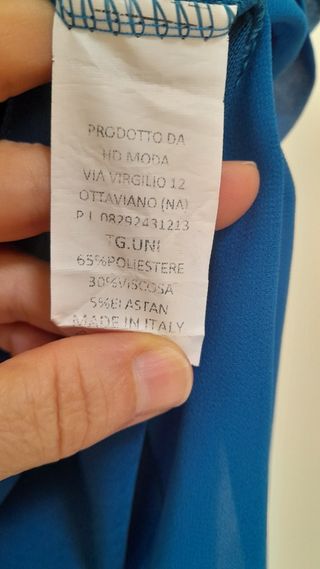 PRODOTTO DA
HD MODA
VIA VIRGILIO 12
OTTAVIANO (NA)
P.I. 08292431213
TG.UNI
65%POLIESTERE
30%VISCOSA
5%ELASTAN
MADE IN ITALY